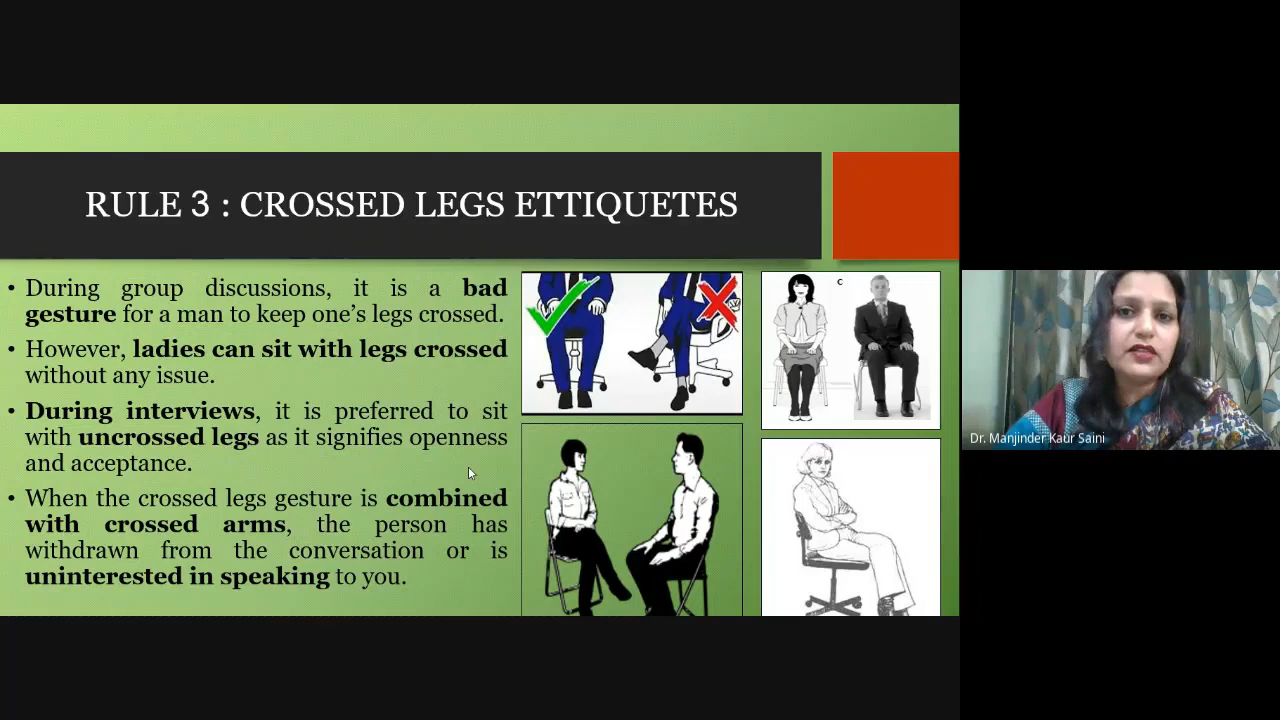 RULE 3 : CROSSED LEGS ETTIQUETES
• During group discussions, it is a bad
gesture for a man to keep one’s legs crossed.
• However, ladies can sit with legs crossed
without any issue.
• During interviews, it is preferred to sit
with uncrossed legs as it signifies openness
and acceptance.
• When the crossed legs gesture is combined
with crossed arms, the person has
withdrawn from the conversation or is
uninterested in speaking to you.
C
Dr. Manjinder Kaur Saini